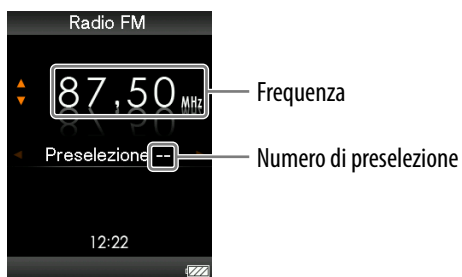 Radio FM
87,50 MHz
Frequenza
Preselezione --
Numero di preselezione
12:22